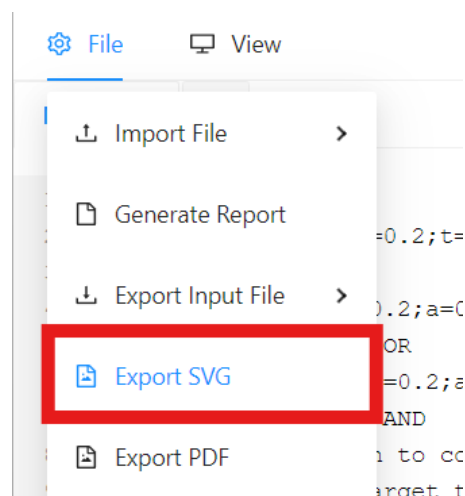 File View
Import File
Generate Report
=0.2;t=
Export Input File
0.2;a=0
OR
Export SVG
=0.2;a
AND
Export PDF
n to co
arget t